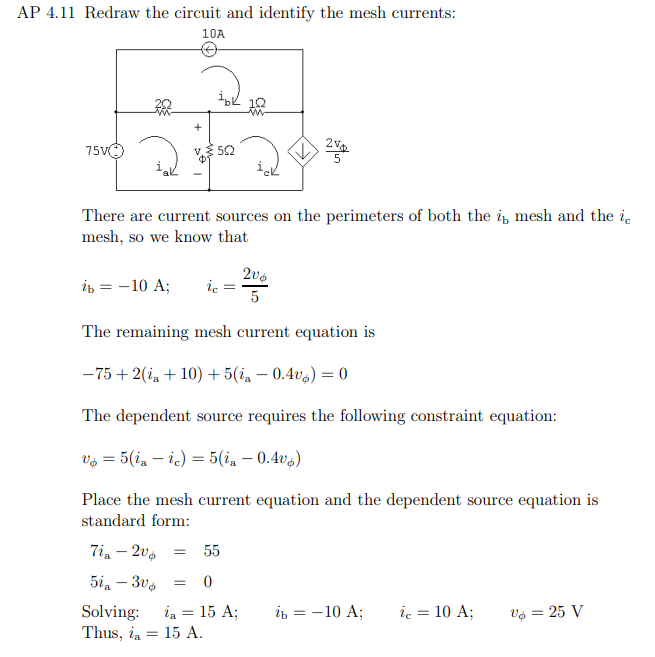 AP 4.11 Redraw the circuit and identify the mesh currents:
10A
2Ω
i_b
1Ω
75V
+
v_ϕ
5Ω
−
i_a
i_c
2v_ϕ
5
There are current sources on the perimeters of both the i_b mesh and the i_c
mesh, so we know that
i_b = −10 A; i_c = 2v_ϕ/5
The remaining mesh current equation is
−75 + 2(i_a + 10) + 5(i_a − 0.4v_ϕ) = 0
The dependent source requires the following constraint equation:
v_ϕ = 5(i_a − i_c) = 5(i_a − 0.4v_ϕ)
Place the mesh current equation and the dependent source equation is
standard form:
7i_a − 2v_ϕ = 55
5i_a − 3v_ϕ = 0
Solving: i_a = 15 A; i_b = −10 A; i_c = 10 A; v_ϕ = 25 V
Thus, i_a = 15 A.